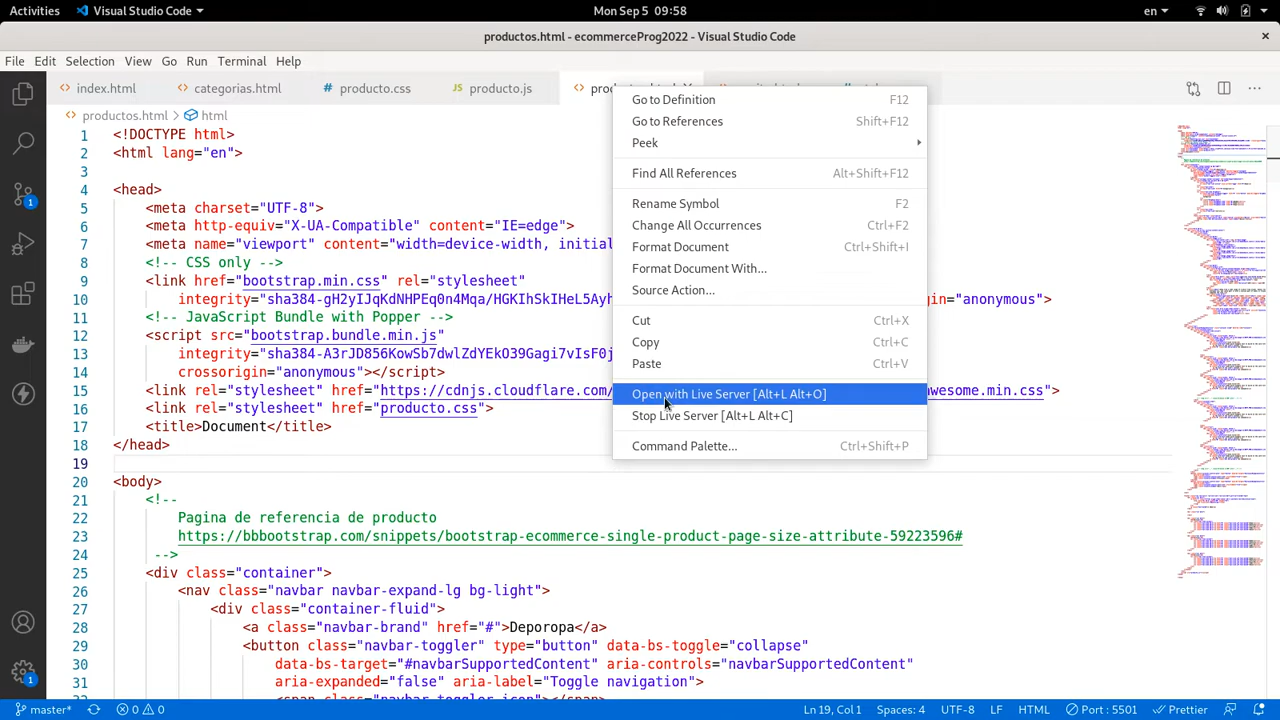 Activities
Visual Studio Code
Mon Sep 5 09:58
en
productos.html - ecommerceProg2022 - Visual Studio Code
File Edit Selection View Go Run Terminal Help
index.html
categorias.html
producto.css
JS producto.js
productos.html > html
1 <!DOCTYPE html>
2 <html lang="en">
3
4 <head>
5 <meta charset="UTF-8">
6 <meta http-equiv="X-UA-Compatible" content="IE=edge">
7 <meta name="viewport" content="width=device-width, initial
8 <!-- CSS only -->
9 <link href="bootstrap.min.css" rel="stylesheet"
10 integrity= gin="anonymous">
11 <!-- JavaScript Bundle with Popper -->
12 <script src="bootstrap.bundle.min.js"
13 integrity=
14 crossorigin="anonymous"></script>
15 <link rel="stylesheet" href="https://cdnjs.cloudflare.com/ awesome.min.css">
16 <link rel="stylesheet" href="producto.css">
17 <title>Document</title>
18 </head>
19
20 <body>
21 <!--
22 Pagina de referencia de producto
23 https://bbbootstrap.com/snippets/bootstrap-ecommerce-single-product-page-size-attribute-59223596#
24 -->
25 <div class="container">
26 <nav class="navbar navbar-expand-lg bg-light">
27 <div class="container-fluid">
28 <a class="navbar-brand" href="#">Deporopa</a>
29 <button class="navbar-toggler" type="button" data-bs-toggle="collapse"
30 data-bs-target="#navbarSupportedContent" aria-controls="navbarSupportedContent"
31 aria-expanded="false" aria-label="Toggle navigation">
Go to Definition F12
Go to References Shift+F12
Peek
Find All References Alt+Shift+F12
Rename Symbol F2
Change All Occurrences Ctrl+F2
Format Document Ctrl+Shift+I
Format Document With...
Source Action...
Cut Ctrl+X
Copy Ctrl+C
Paste Ctrl+V
Open with Live Server [Alt+L Alt+O]
Stop Live Server [Alt+L Alt+C]
Command Palette... Ctrl+Shift+P
1
1
master*
0 0
Ln 19, Col 1
Spaces: 4
UTF-8
LF
HTML
Port : 5501
Prettier